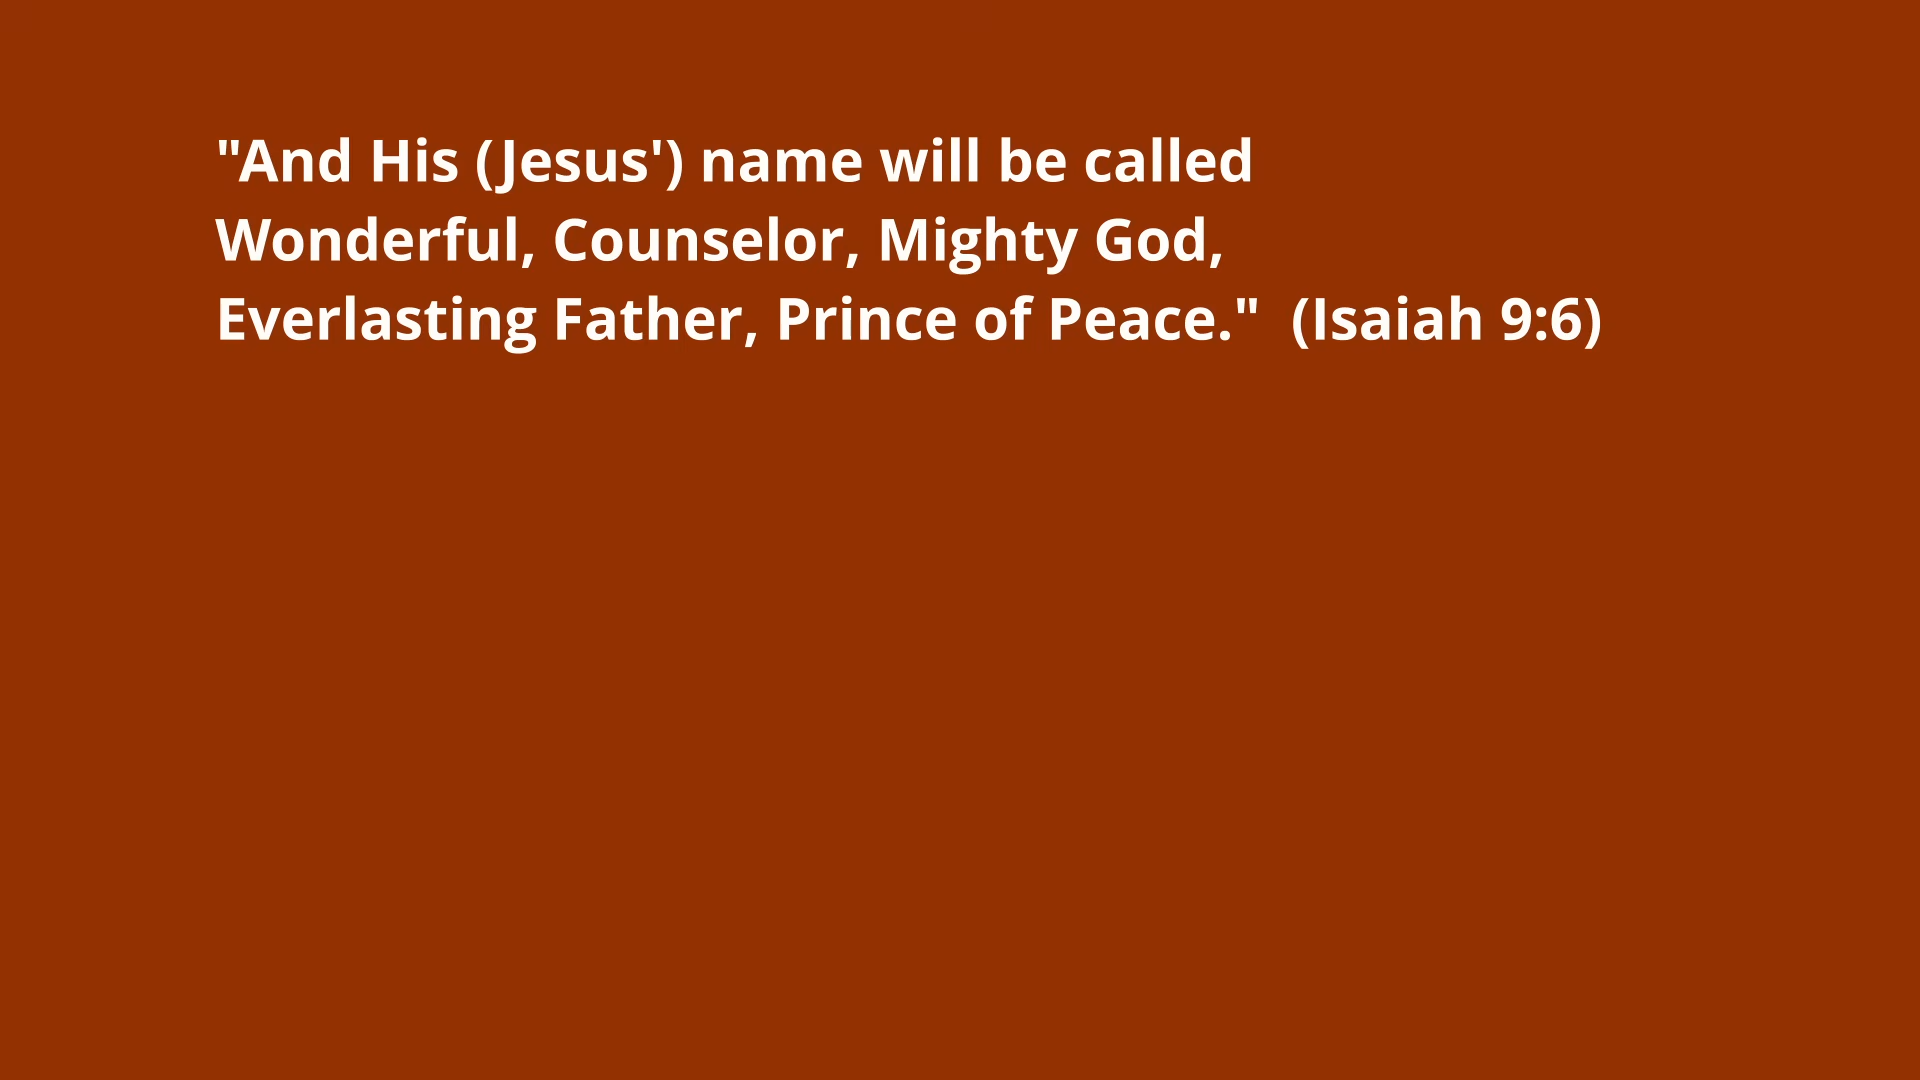 "And His (Jesus') name will be called
Wonderful, Counselor, Mighty God,
Everlasting Father, Prince of Peace."  (Isaiah 9:6)